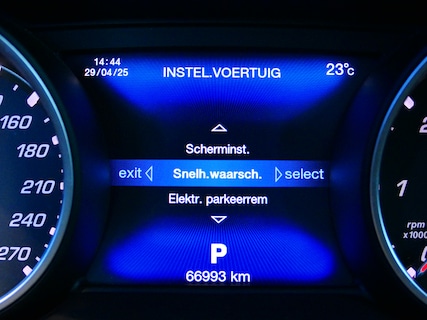 14:44
29/04/25
INSTEL.VOERTUIG
23°C
Scherminst.
exit Snelh.waarsch. select
Elektr. parkeerrem
P
66993 km
160
180
210
240
270
1
rpm
x1000